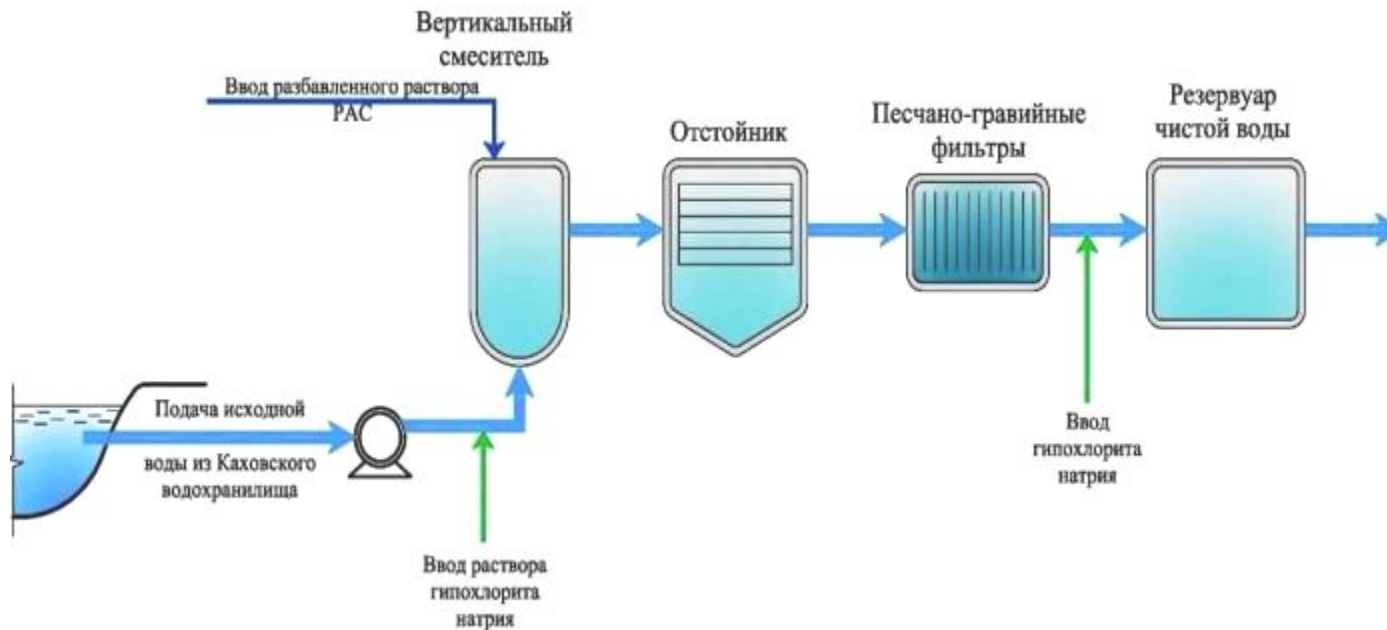 Вертикальный
смеситель
Ввод разбавленного раствора
РАС
Отстойник
Песчано-гравийные
фильтры
Резервуар
чистой воды
Подача исходной
воды из Каховского
водохранилища
Ввод раствора
гипохлорита
натрия
Ввод
гипохлорита
натрия